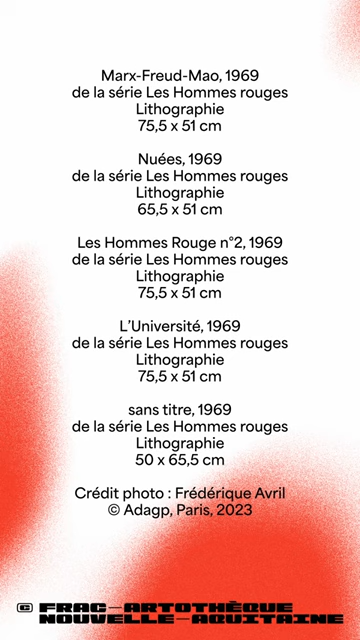 Marx-Freud-Mao, 1969
de la série Les Hommes rouges
Lithographie
75,5 x 51 cm
Nuées, 1969
de la série Les Hommes rouges
Lithographie
65,5 x 51 cm
Les Hommes Rouge n°2, 1969
de la série Les Hommes rouges
Lithographie
75,5 x 51 cm
L'Université, 1969
de la série Les Hommes rouges
Lithographie
75,5 x 51 cm
sans titre, 1969
de la série Les Hommes rouges
Lithographie
50 x 65,5 cm
Crédit photo : Frédérique Avril
© Adagp, Paris, 2023
© FRAC—ARTOTHÈQUE
NOUVELLE—AQUITAINE